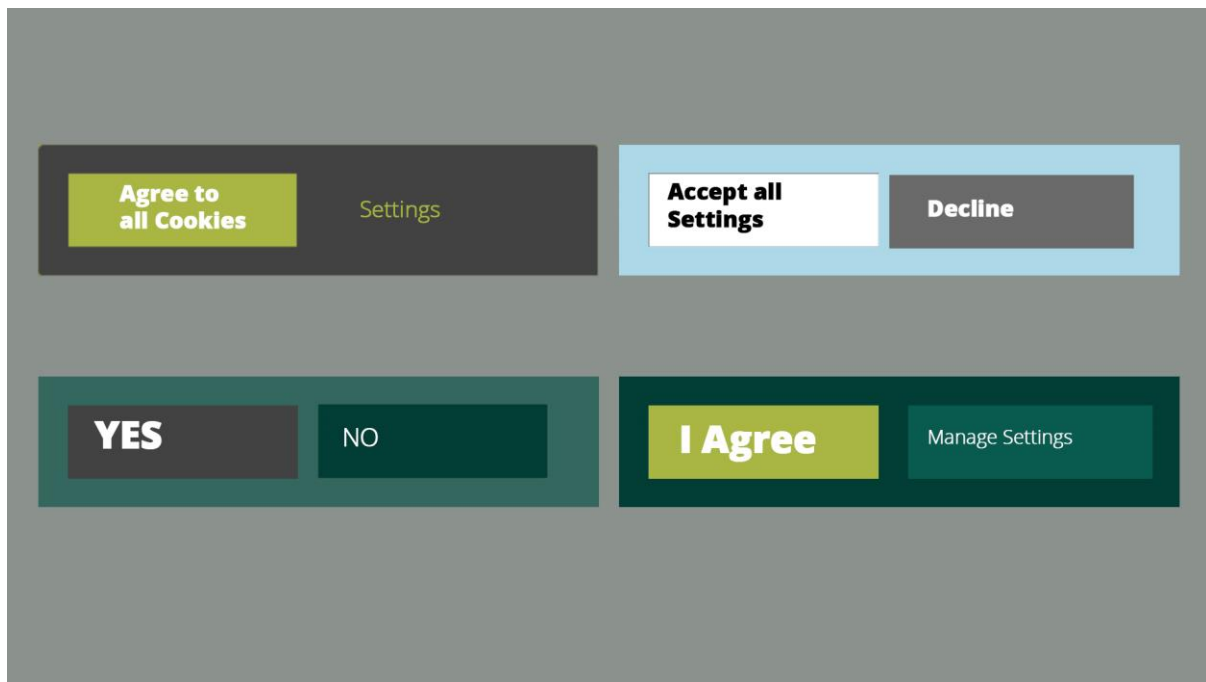 Agree to
all Cookies
Settings
Accept all
Settings
Decline
YES
NO
I Agree
Manage Settings